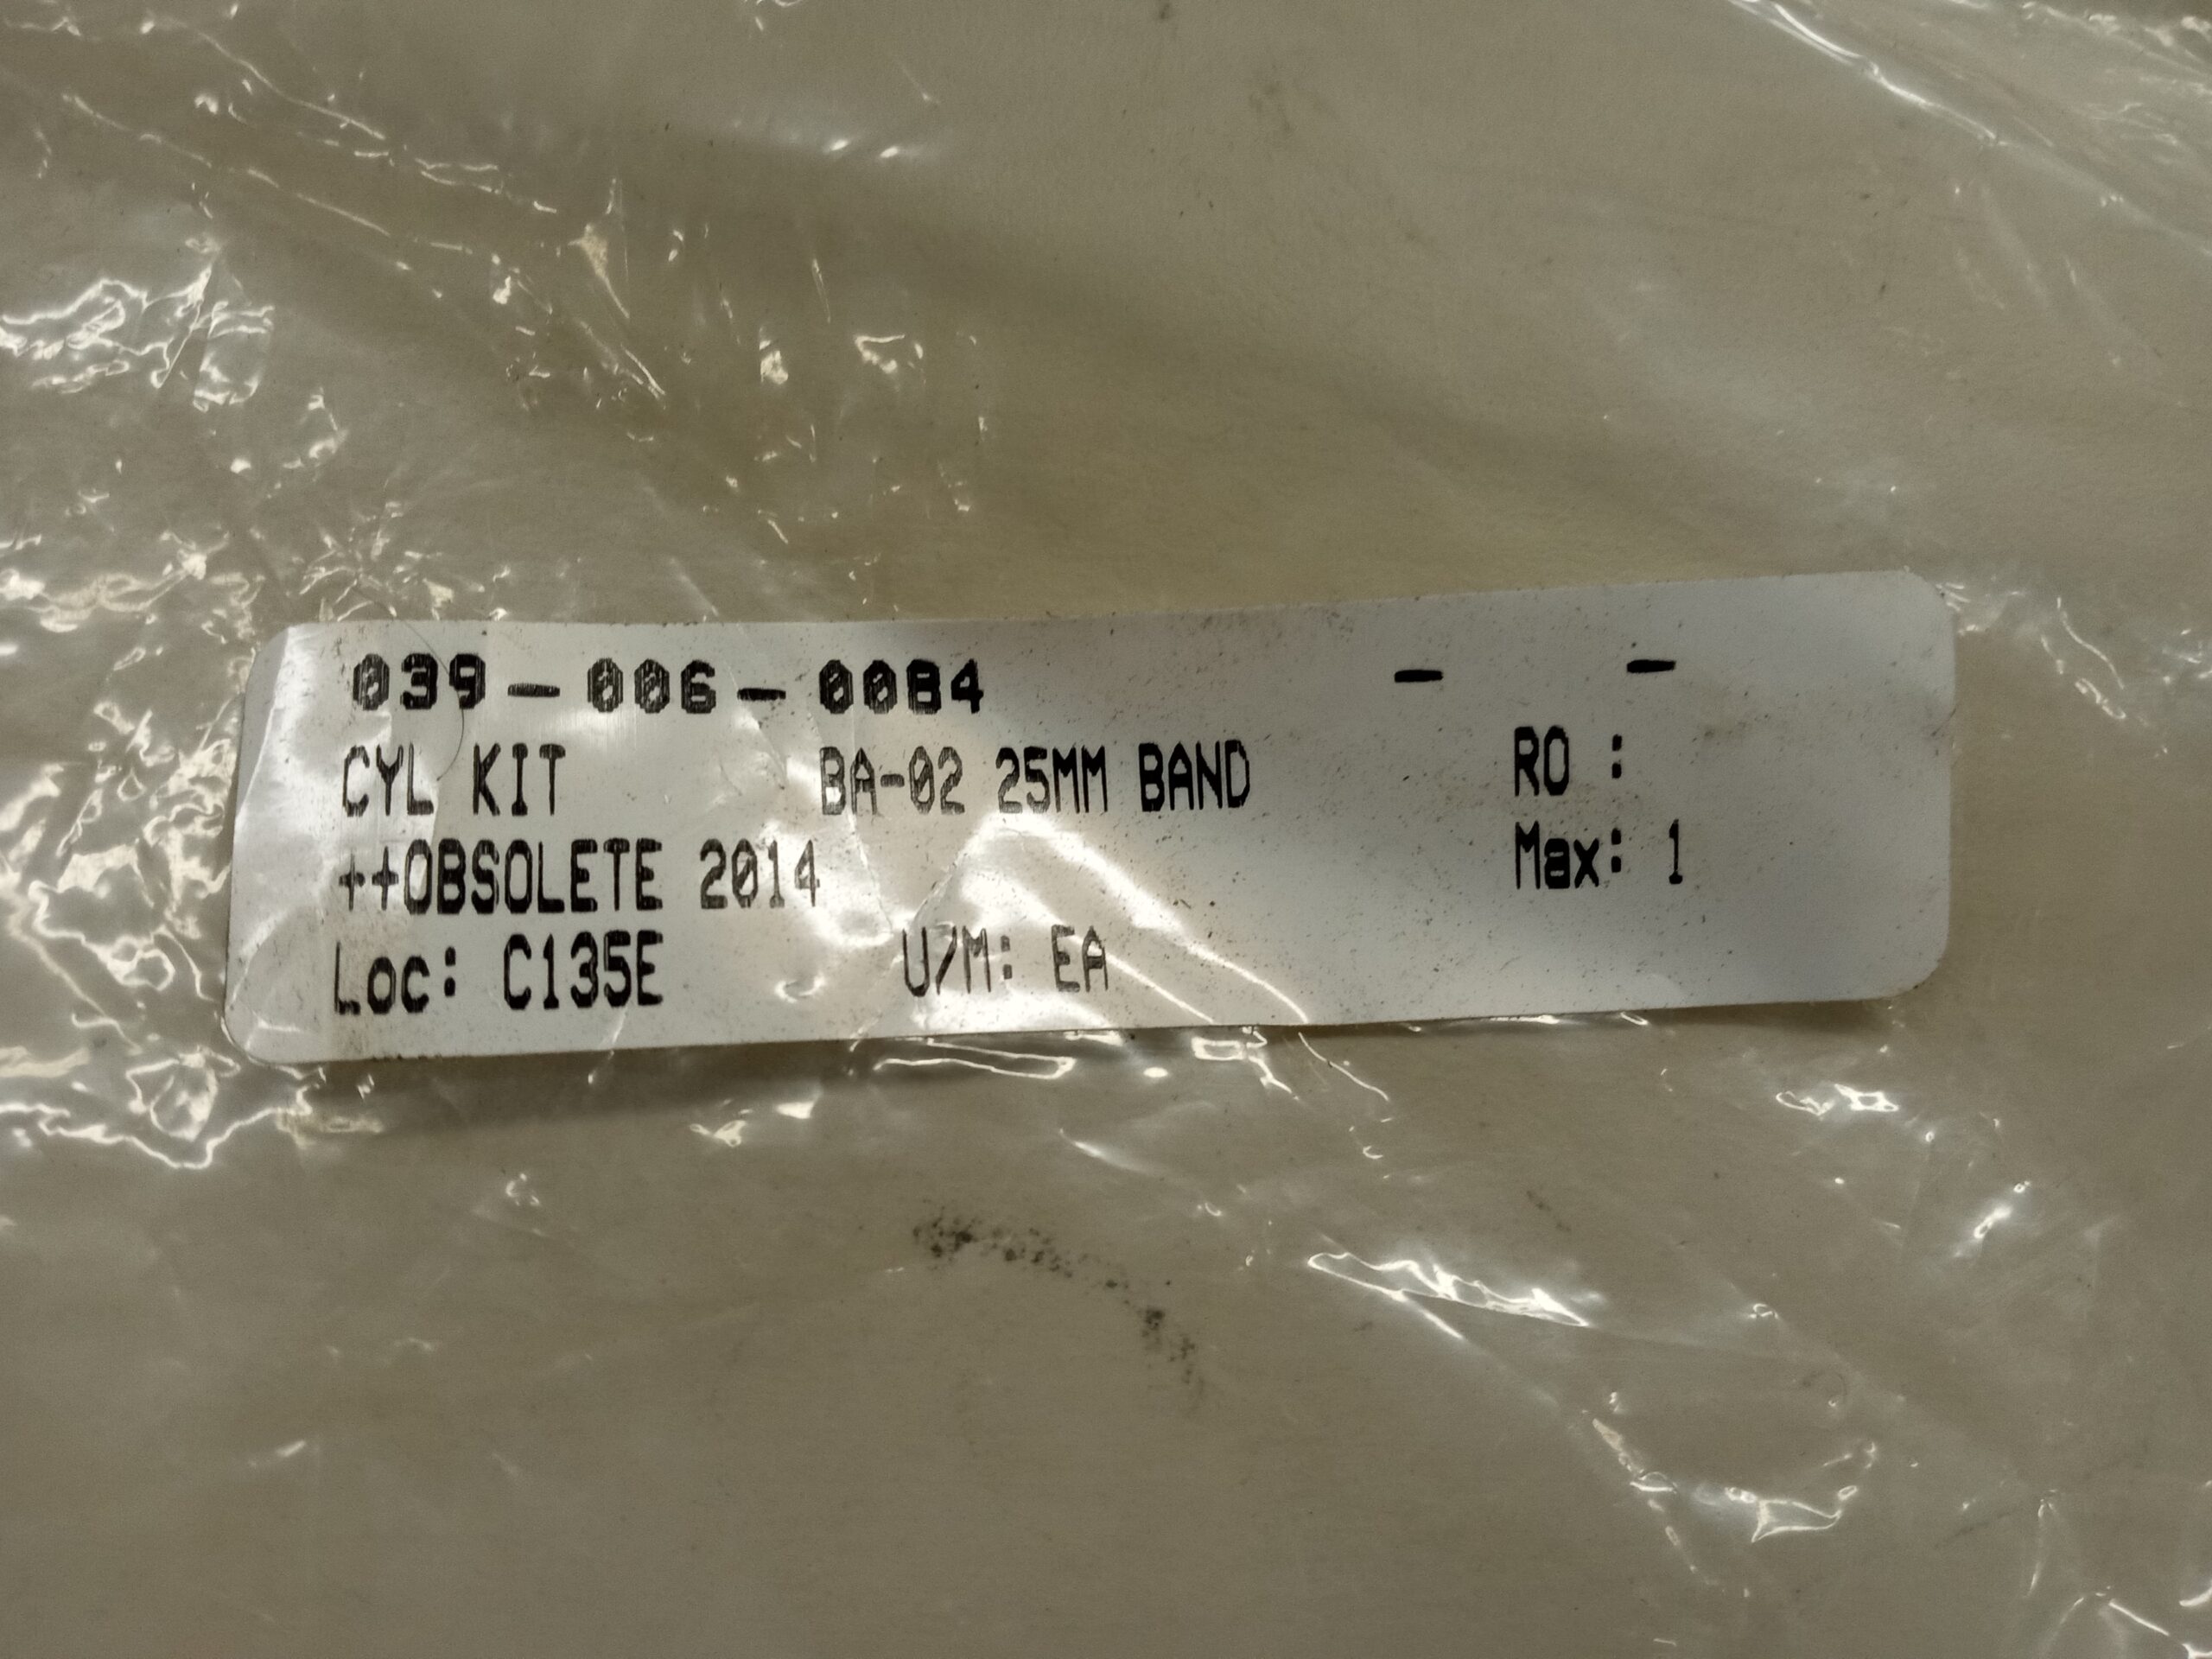 039-006-0084 - -
CYL KIT BA-02 25MM BAND RO :
++OBSOLETE 2014 Max: 1
Loc: C135E U/M: EA